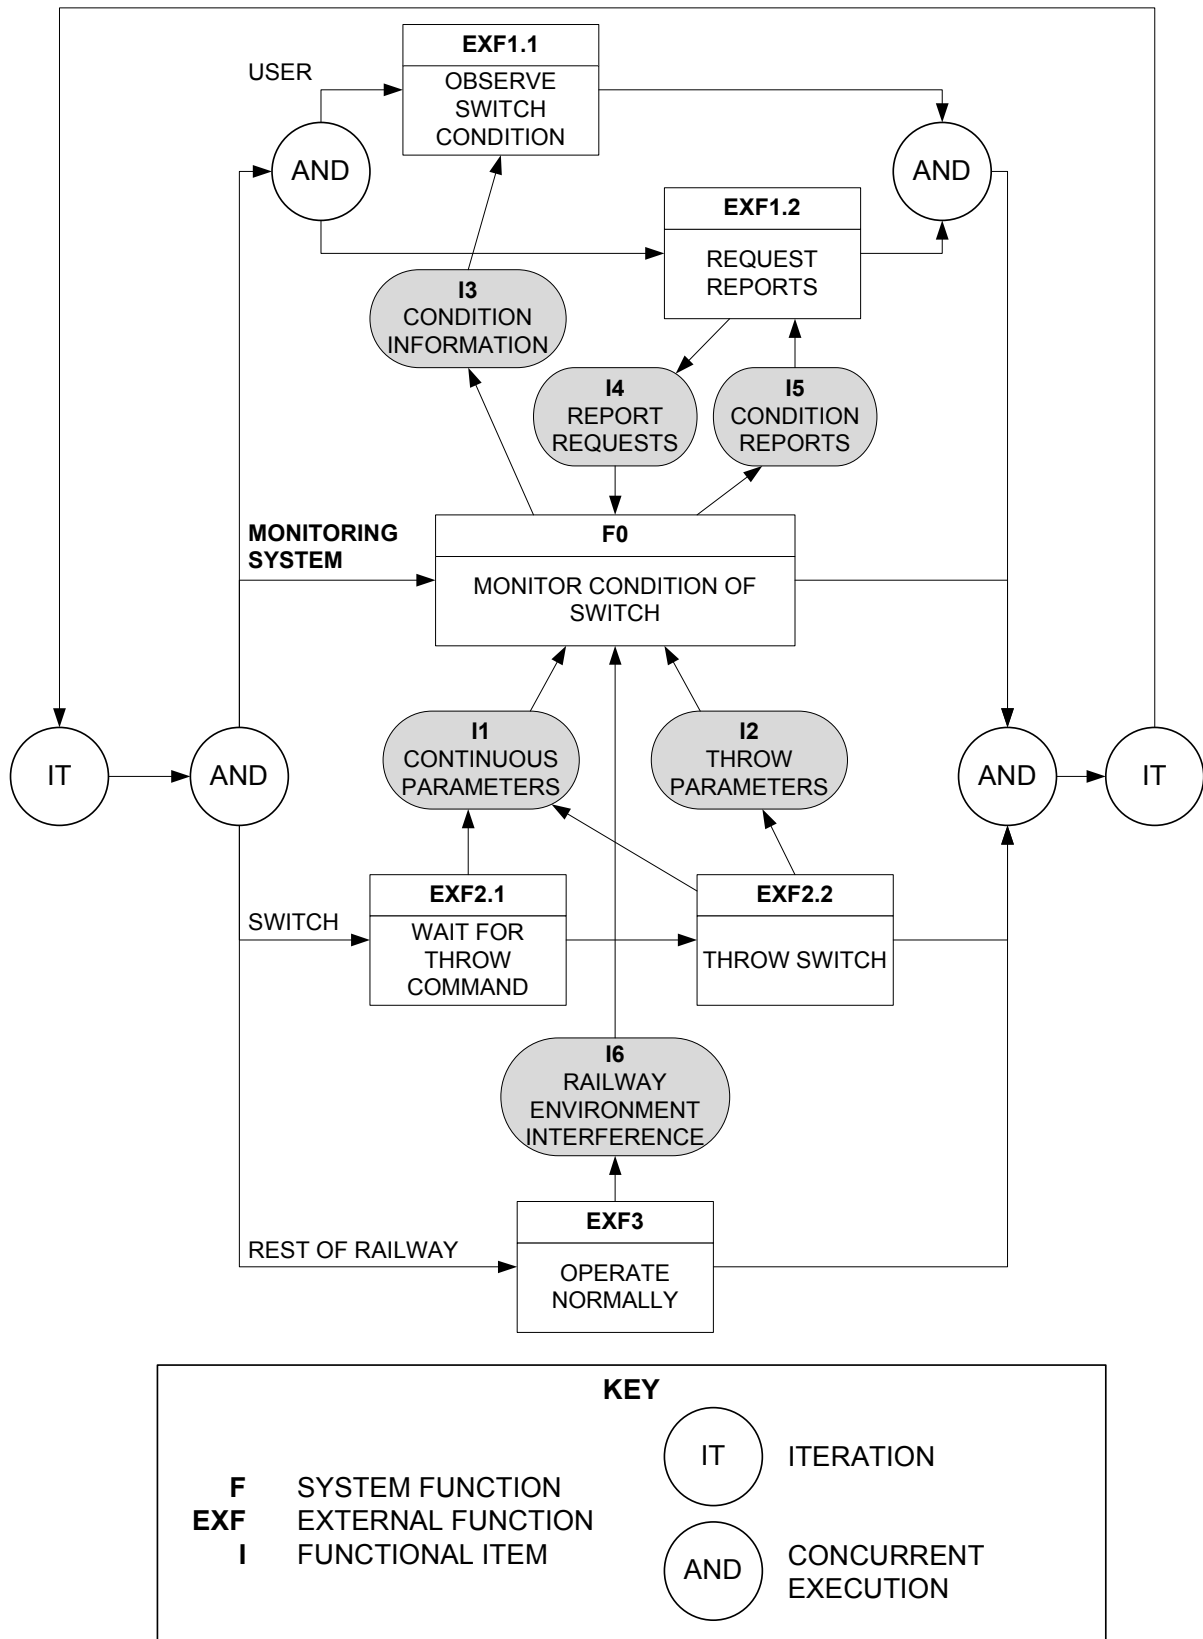 EXF1.1
USER
OBSERVE
SWITCH
CONDITION
AND
AND
EXF1.2
REQUEST
REPORTS
I3
CONDITION
INFORMATION
I4
REPORT
REQUESTS
I5
CONDITION
REPORTS
MONITORING
SYSTEM
F0
MONITOR CONDITION OF
SWITCH
I1
CONTINUOUS
PARAMETERS
I2
THROW
PARAMETERS
IT
AND
AND
IT
EXF2.1
EXF2.2
SWITCH
WAIT FOR
THROW
COMMAND
THROW SWITCH
I6
RAILWAY
ENVIRONMENT
INTERFERENCE
EXF3
REST OF RAILWAY
OPERATE
NORMALLY
KEY
F SYSTEM FUNCTION
EXF EXTERNAL FUNCTION
I FUNCTIONAL ITEM
IT ITERATION
AND CONCURRENT
EXECUTION